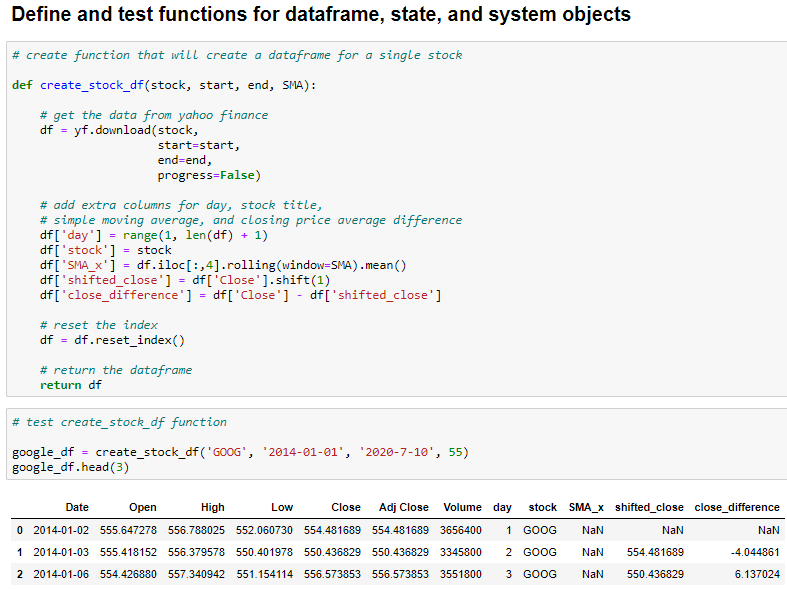 Define and test functions for dataframe, state, and system objects
# create function that will create a dataframe for a single stock
def create_stock_df(stock, start, end, SMA):
# get the data from yahoo finance
df = yf.download(stock,
start=start,
end=end,
progress=False)
# add extra columns for day, stock title,
# simple moving average, and closing price average difference
df['day'] = range(1, len(df) + 1)
df['stock'] = stock
df['SMA_x'] = df.iloc[:,4].rolling(window=SMA).mean()
df['shifted_close'] = df['Close'].shift(1)
df['close_difference'] = df['Close'] - df['shifted_close']
# reset the index
df = df.reset_index()
# return the dataframe
return df
# test create_stock_df function
google_df = create_stock_df('GOOG', '2014-01-01', '2020-7-10', 55)
google_df.head(3)
Date Open High Low Close Adj Close Volume day stock SMA_x shifted_close close_difference
0 2014-01-02 555.647278 556.788025 552.060730 554.481689 554.481689 3656400 1 GOOG NaN NaN NaN
1 2014-01-03 555.418152 556.379578 550.401978 550.436829 550.436829 3345800 2 GOOG NaN 554.481689 -4.044861
2 2014-01-06 554.426880 557.340942 551.154114 556.573853 556.573853 3551800 3 GOOG NaN 550.436829 6.137024